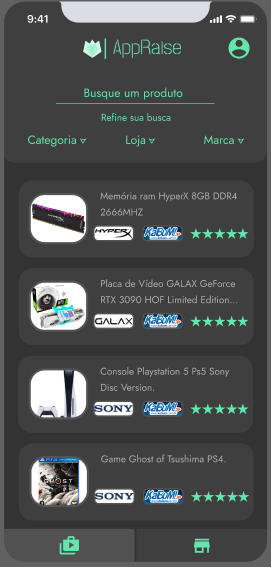 9:41
AppRaise
Busque um produto
Refine sua busca
Categoria Loja Marca
Memória ram HyperX 8GB DDR4
2666MHZ
HYPERX KaBuM!
Placa de Vídeo GALAX GeForce
RTX 3090 HOF Limited Edition...
GALAX KaBuM!
Console Playstation 5 Ps5 Sony
Disc Version.
SONY KaBuM!
Game Ghost of Tsushima PS4.
GHOST
SONY KaBuM!